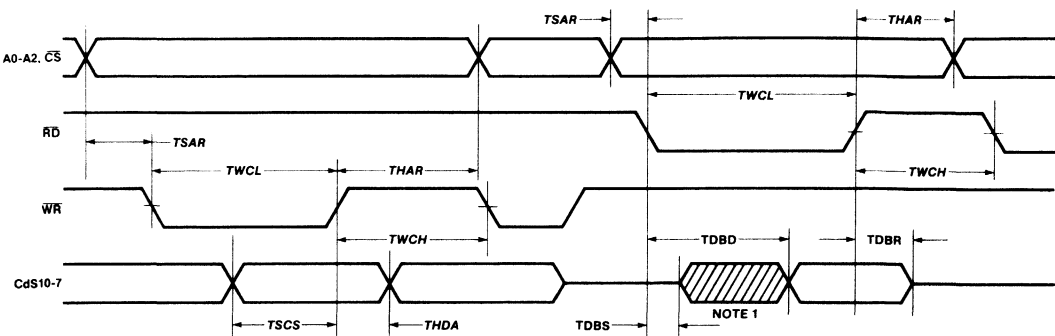 TSAR
THAR
A0-A2, CS
TWCL
RD
TSAR
TWCL
THAR
TWCH
WR
TWCH
TDBD
TDBR
CdS10-7
NOTE 1
TSCS
THDA
TDBS